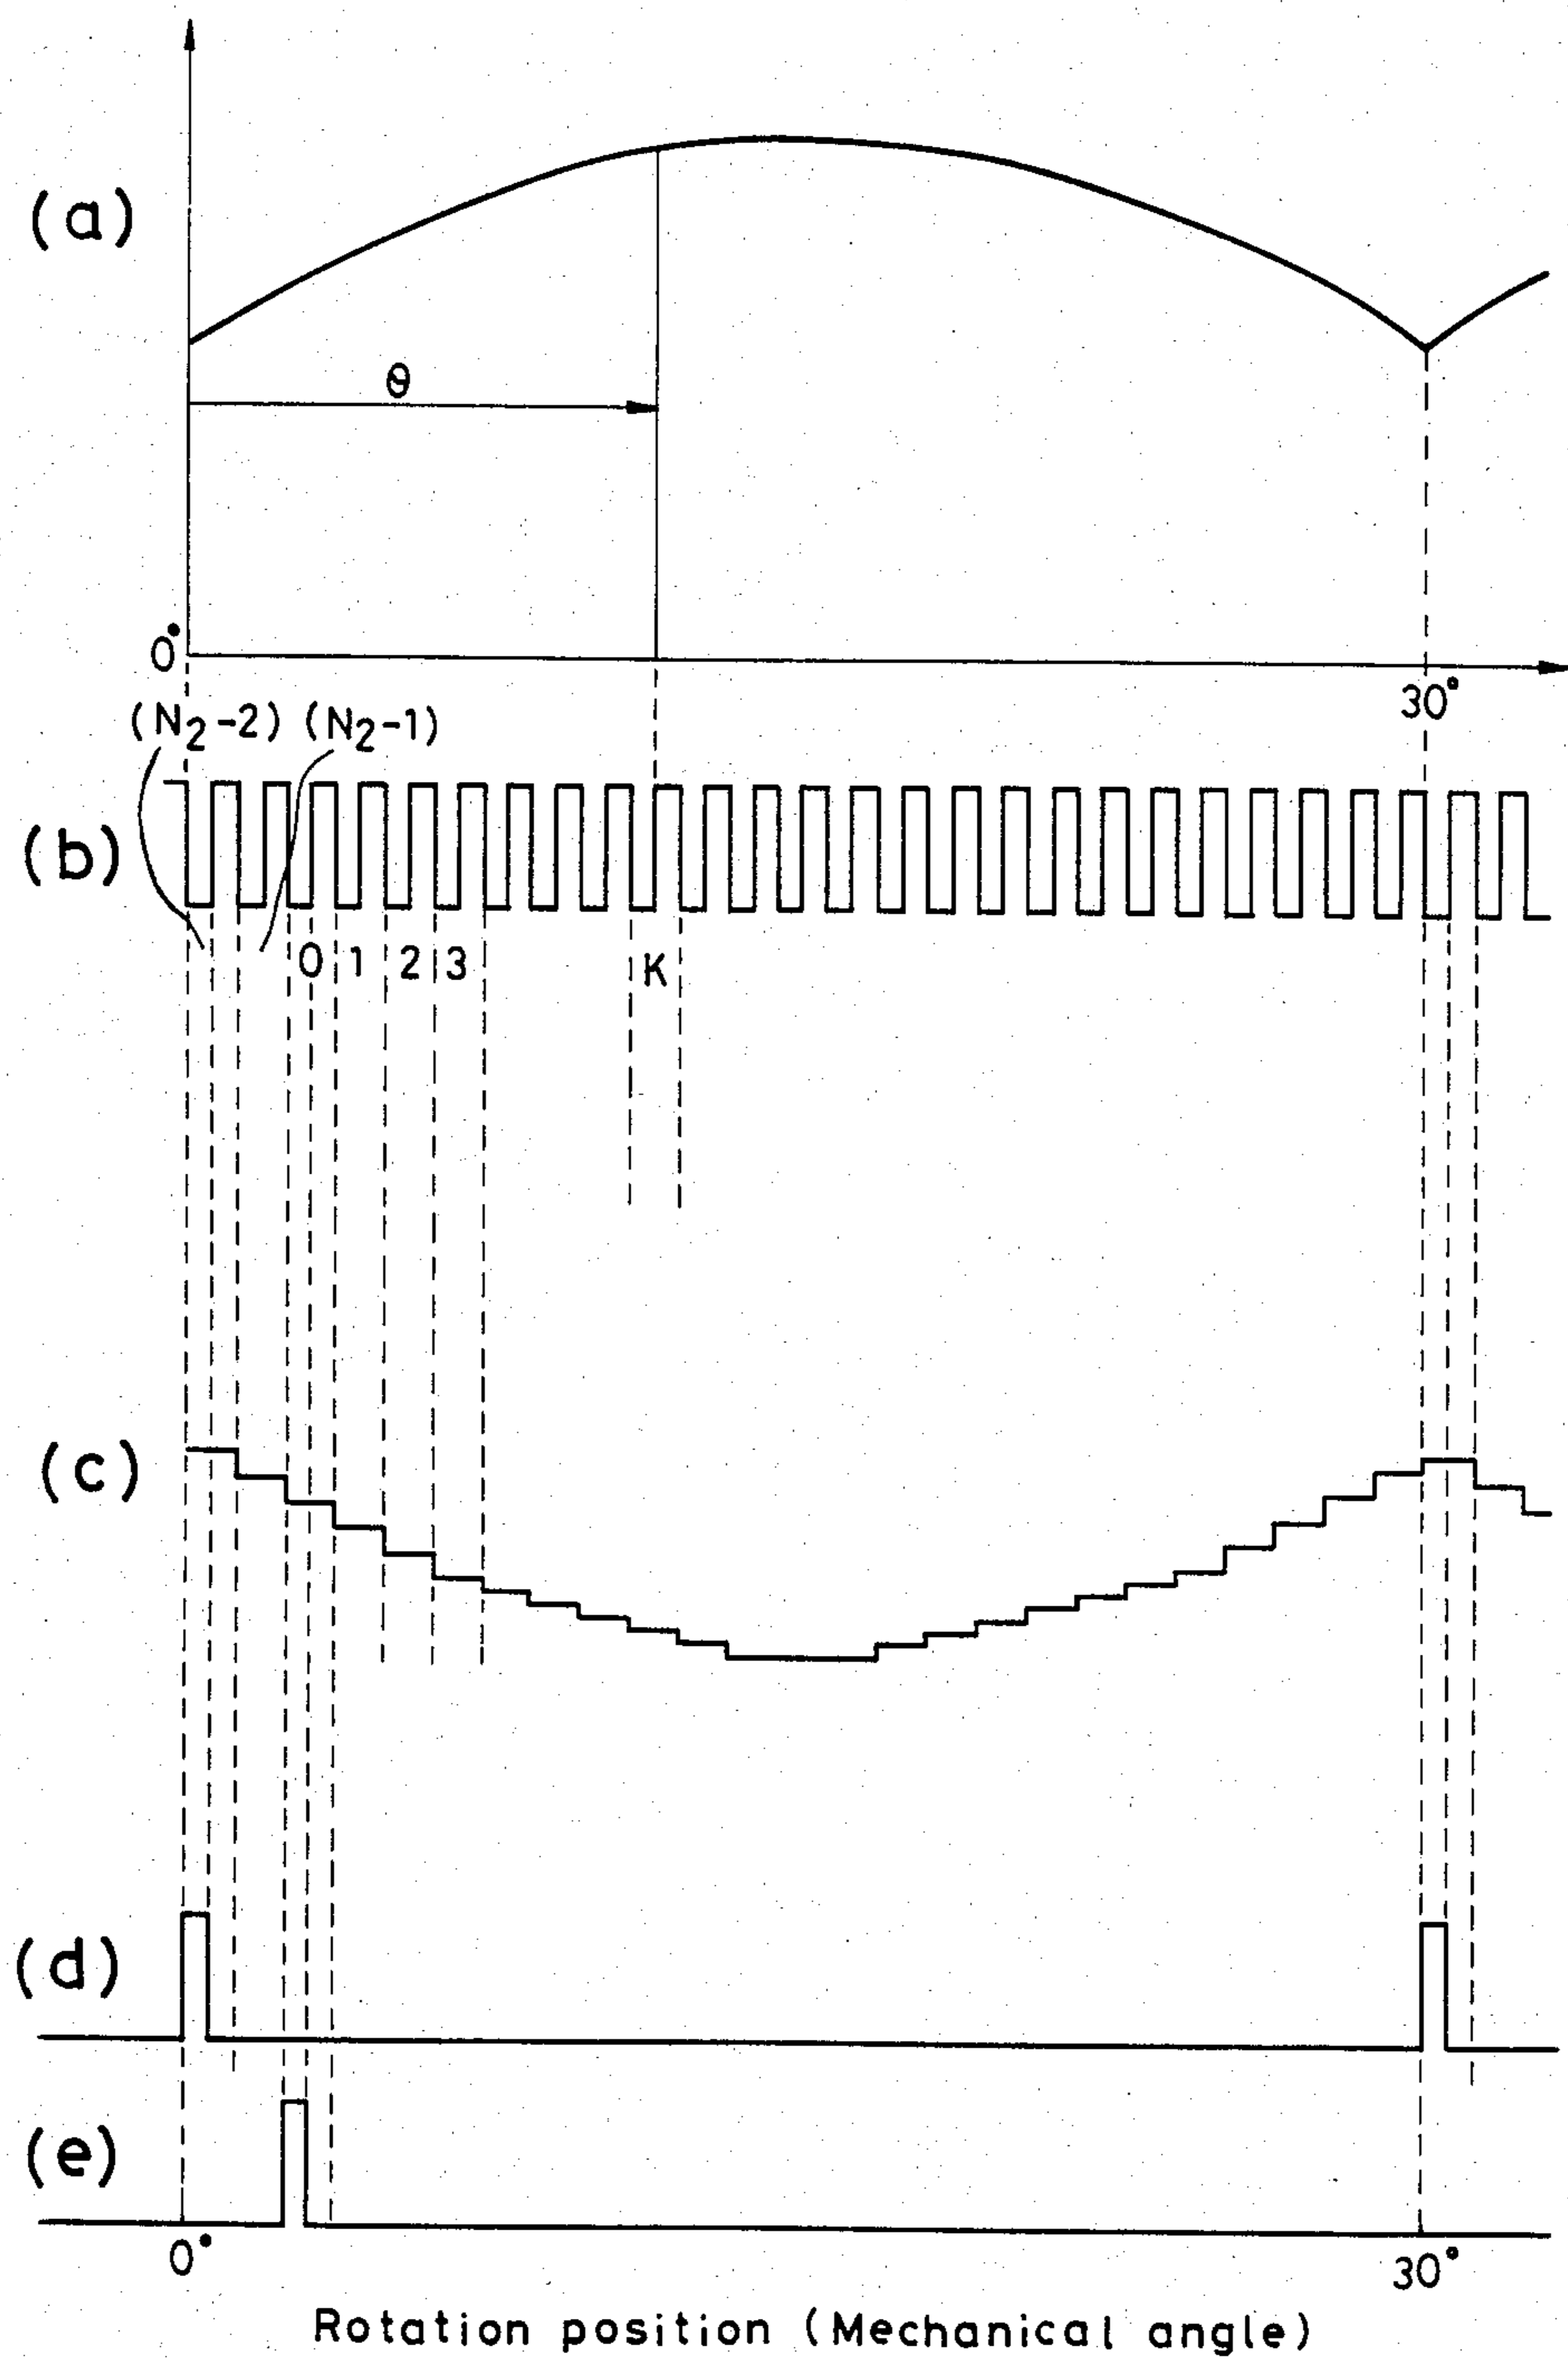 (a)
θ
0°
30°
(N2-2) (N2-1)
(b)
0 1 2 3 K
(c)
(d)
(e)
0° 30°
Rotation position (Mechanical angle)